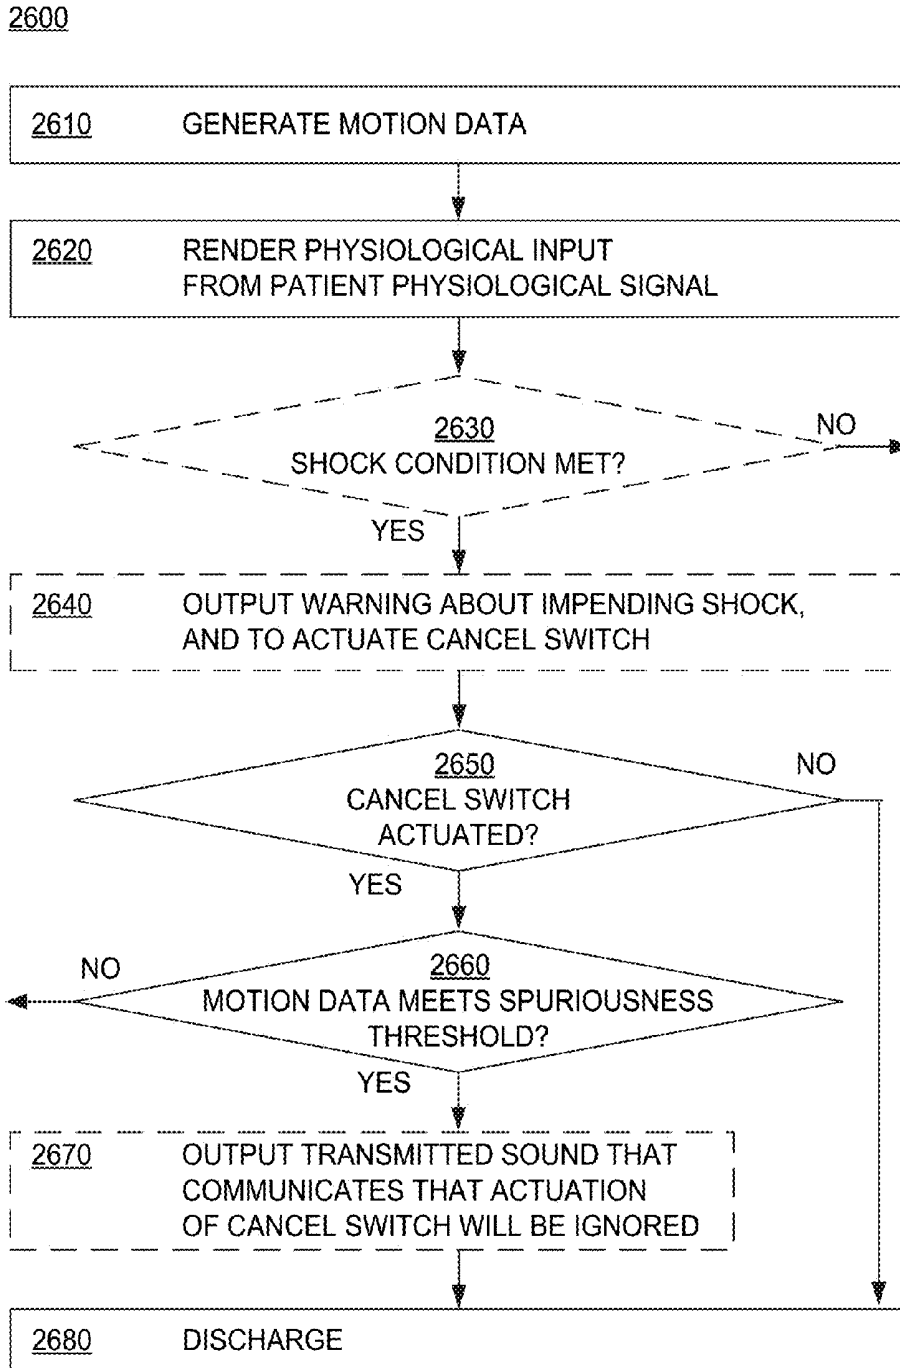 2600
2610 GENERATE MOTION DATA
2620 RENDER PHYSIOLOGICAL INPUT
FROM PATIENT PHYSIOLOGICAL SIGNAL
2630
NO
SHOCK CONDITION MET?
YES
2640 OUTPUT WARNING ABOUT IMPENDING SHOCK,
AND TO ACTUATE CANCEL SWITCH
2650
NO
CANCEL SWITCH
ACTUATED?
YES
NO
2660
MOTION DATA MEETS SPURIOUSNESS
THRESHOLD?
YES
2670 OUTPUT TRANSMITTED SOUND THAT
COMMUNICATES THAT ACTUATION
OF CANCEL SWITCH WILL BE IGNORED
2680 DISCHARGE